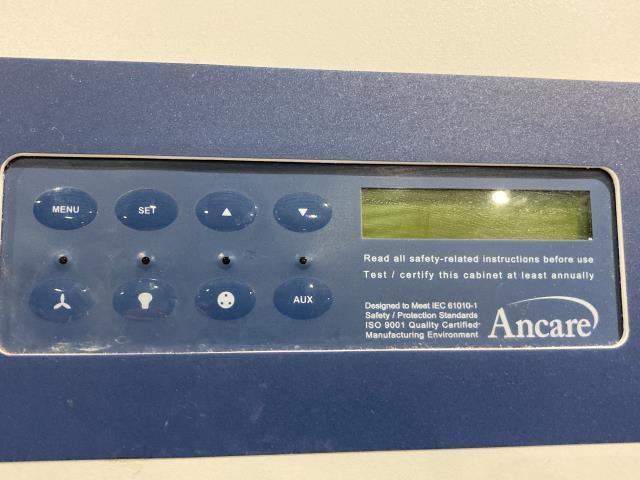 MENU
SET
AUX
Read all safety-related instructions before use
Test / certify this cabinet at least annually
Designed to Meet IEC 61010-1
Safety / Protection Standards
ISO 9001 Quality Certified
Manufacturing Environment
Ancare